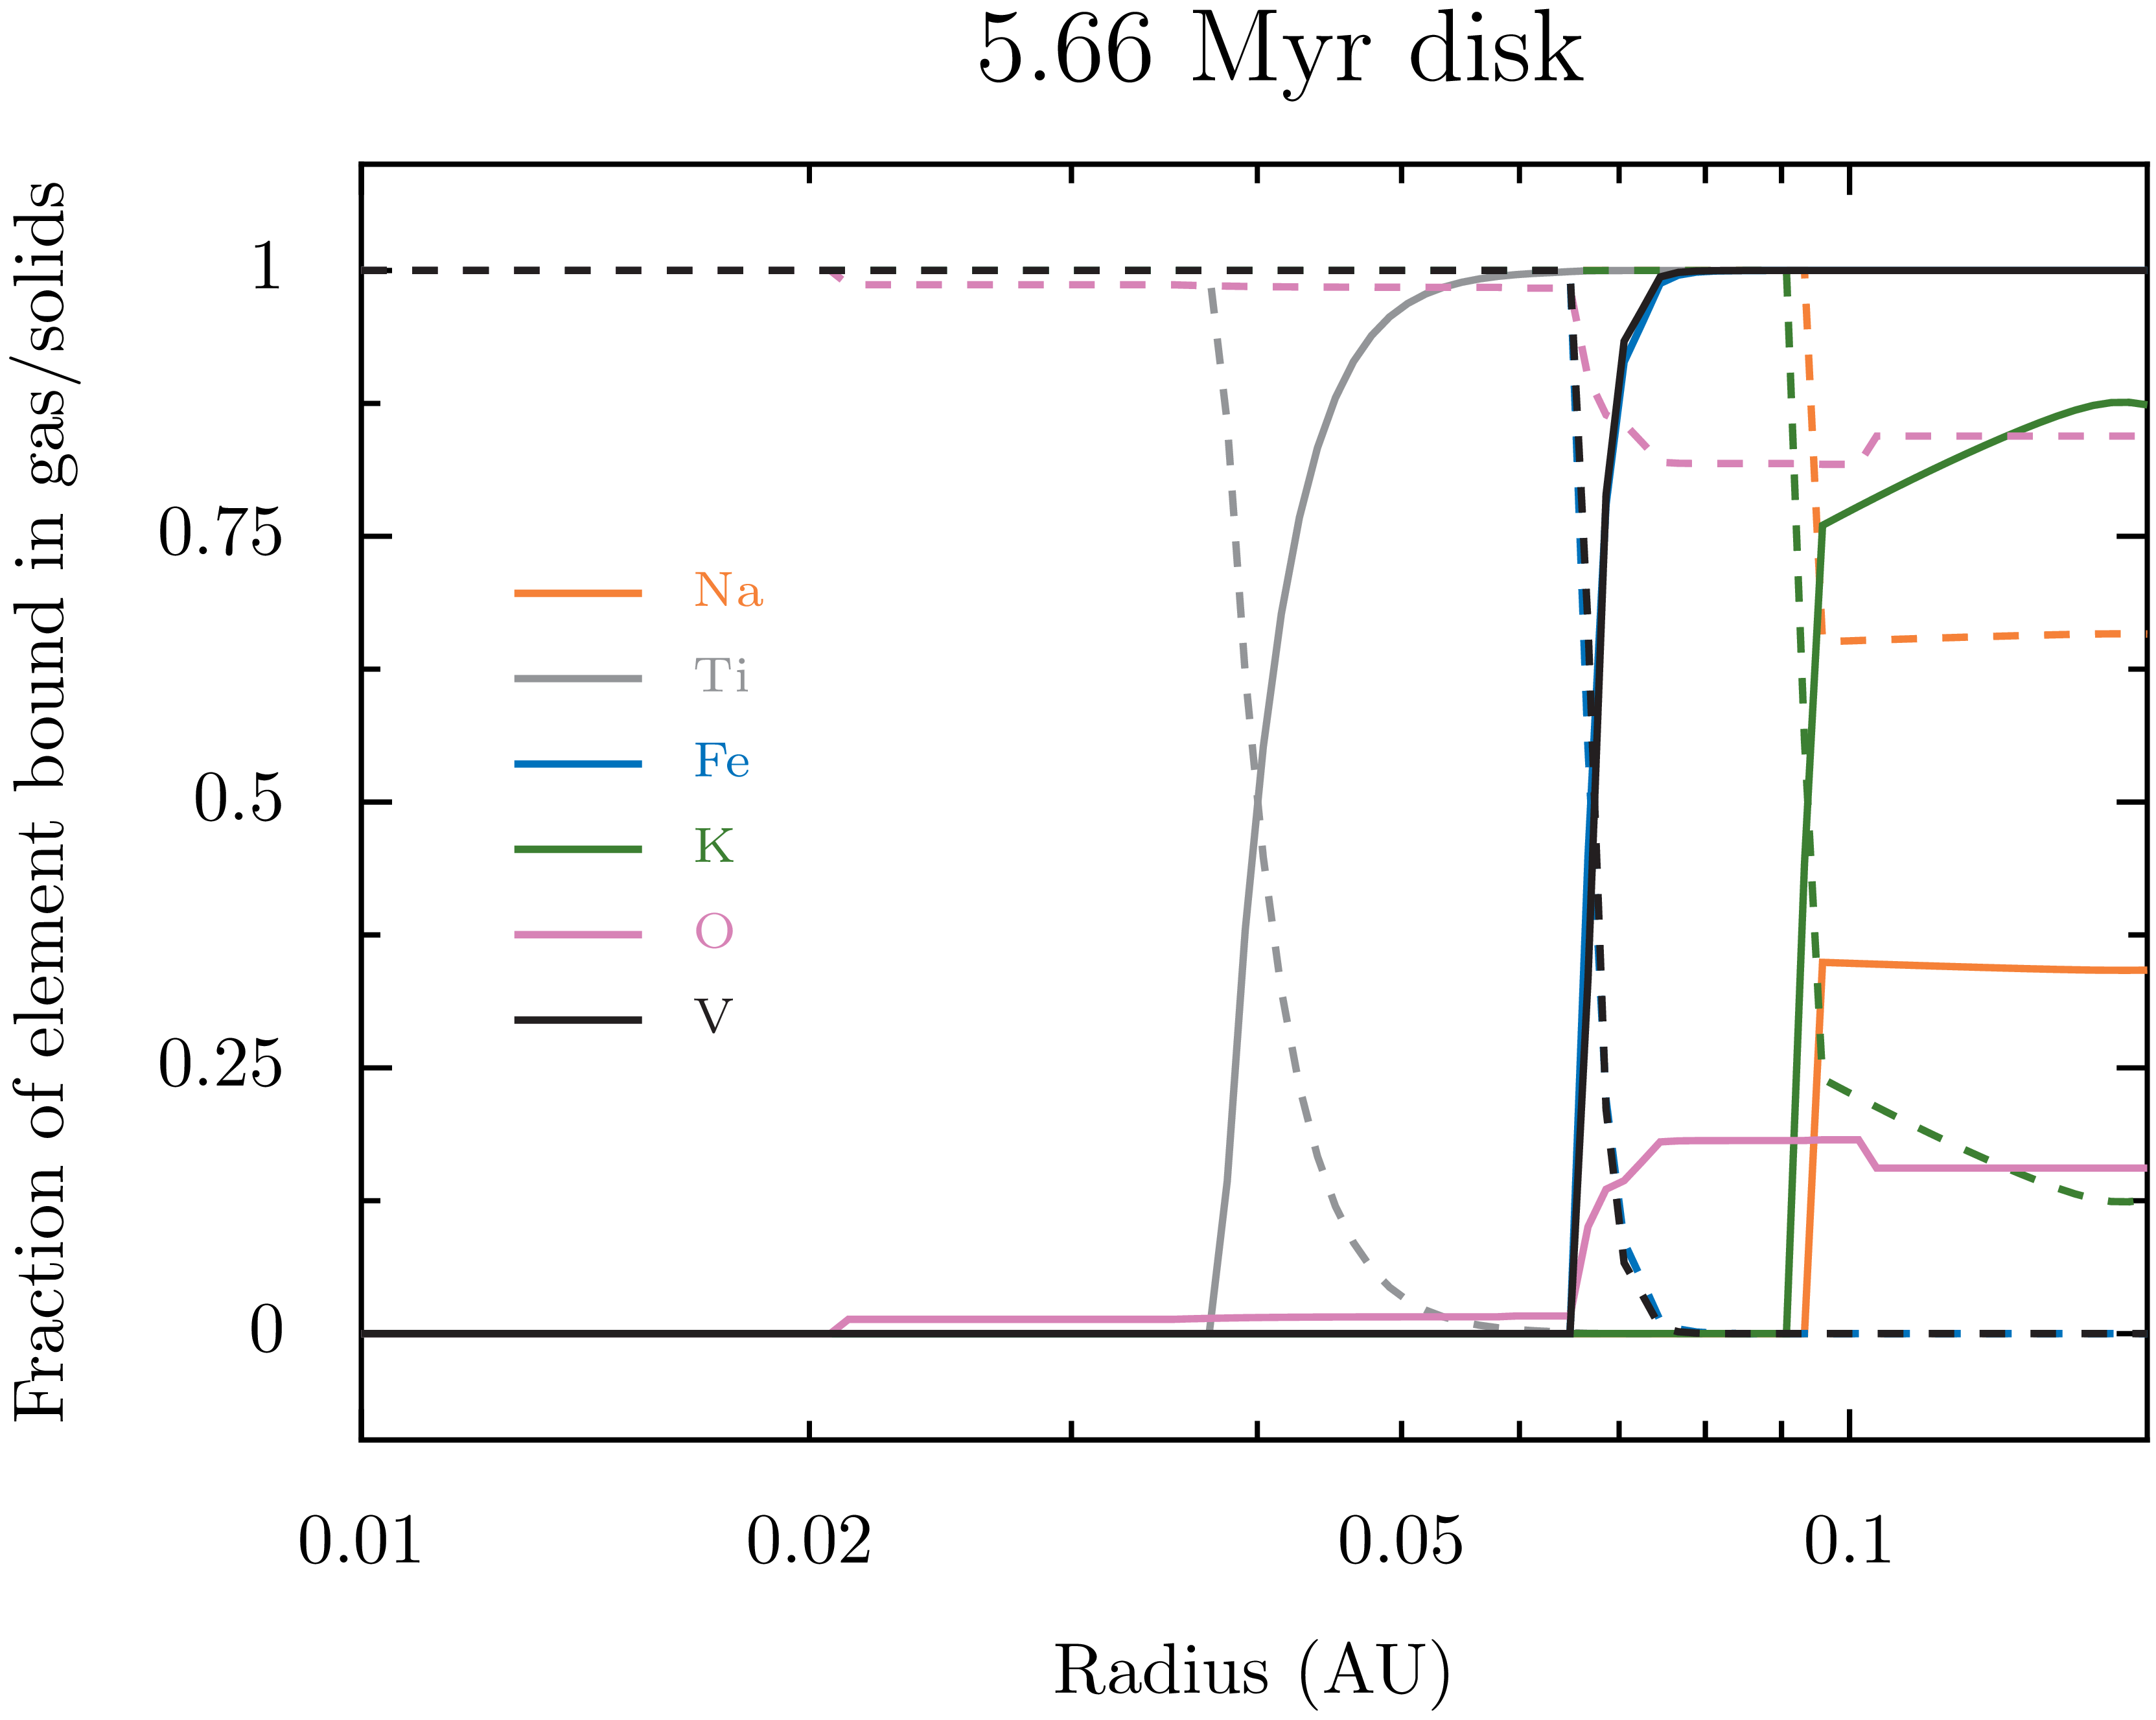 5.66 Myr disk
Fraction of element bound in gas/solids
1
0.75
0.5
0.25
0
Na
Ti
Fe
K
O
V
0.01 0.02 0.05 0.1
Radius (AU)